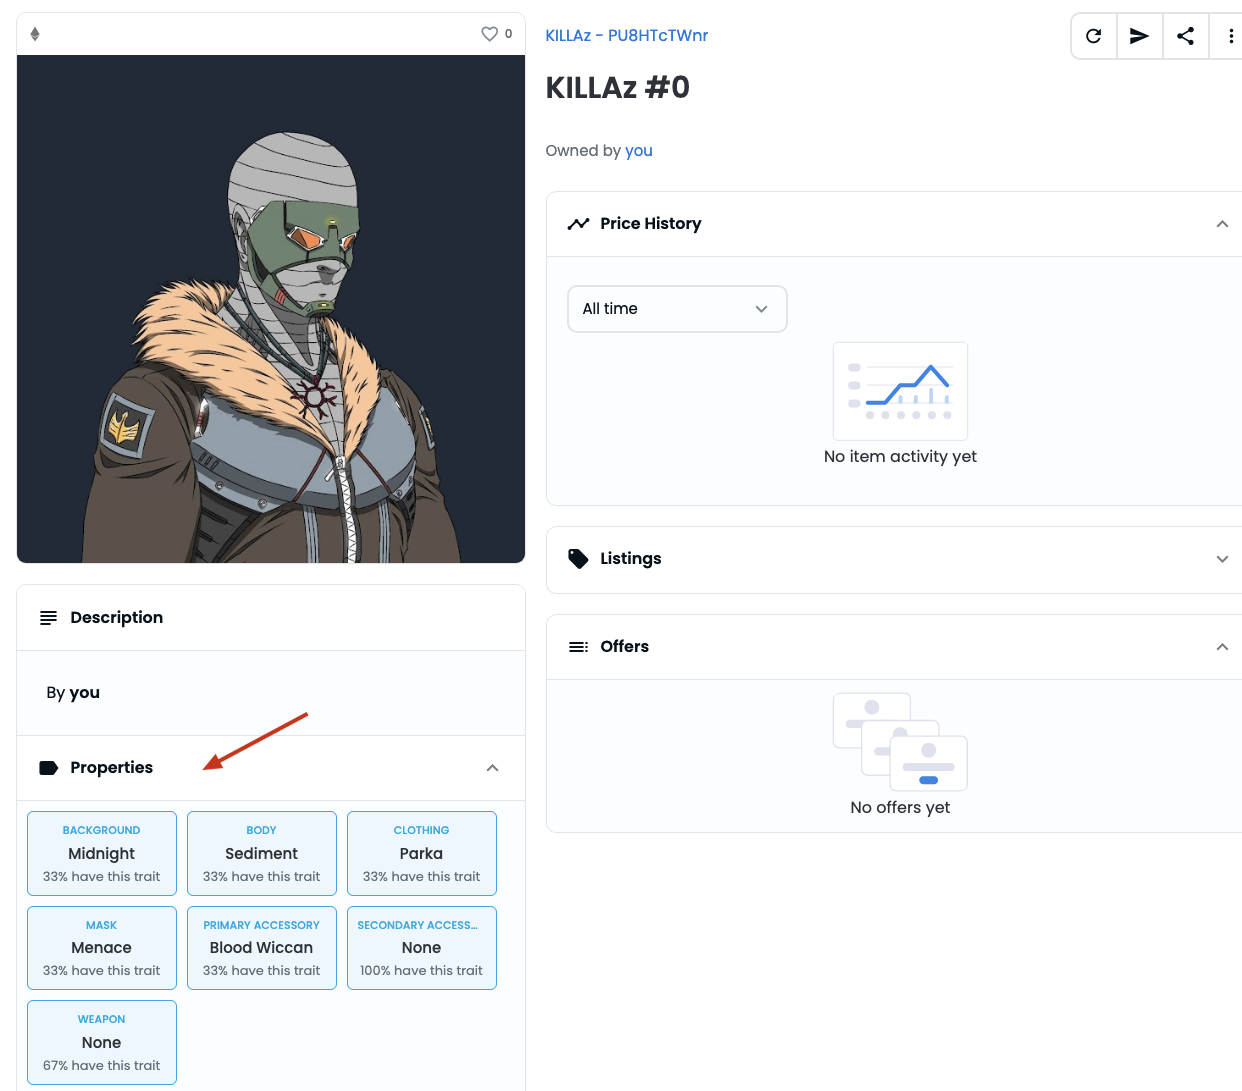 0
KILLAz - PU8HTcTWnr
KILLAz #0
Owned by you
Price History
All time
No item activity yet
Listings
Offers
No offers yet
Description
By you
Properties
BACKGROUND
Midnight
33% have this trait
BODY
Sediment
33% have this trait
CLOTHING
Parka
33% have this trait
MASK
Menace
33% have this trait
PRIMARY ACCESSORY
Blood Wiccan
33% have this trait
SECONDARY ACCESS...
None
100% have this trait
WEAPON
None
67% have this trait